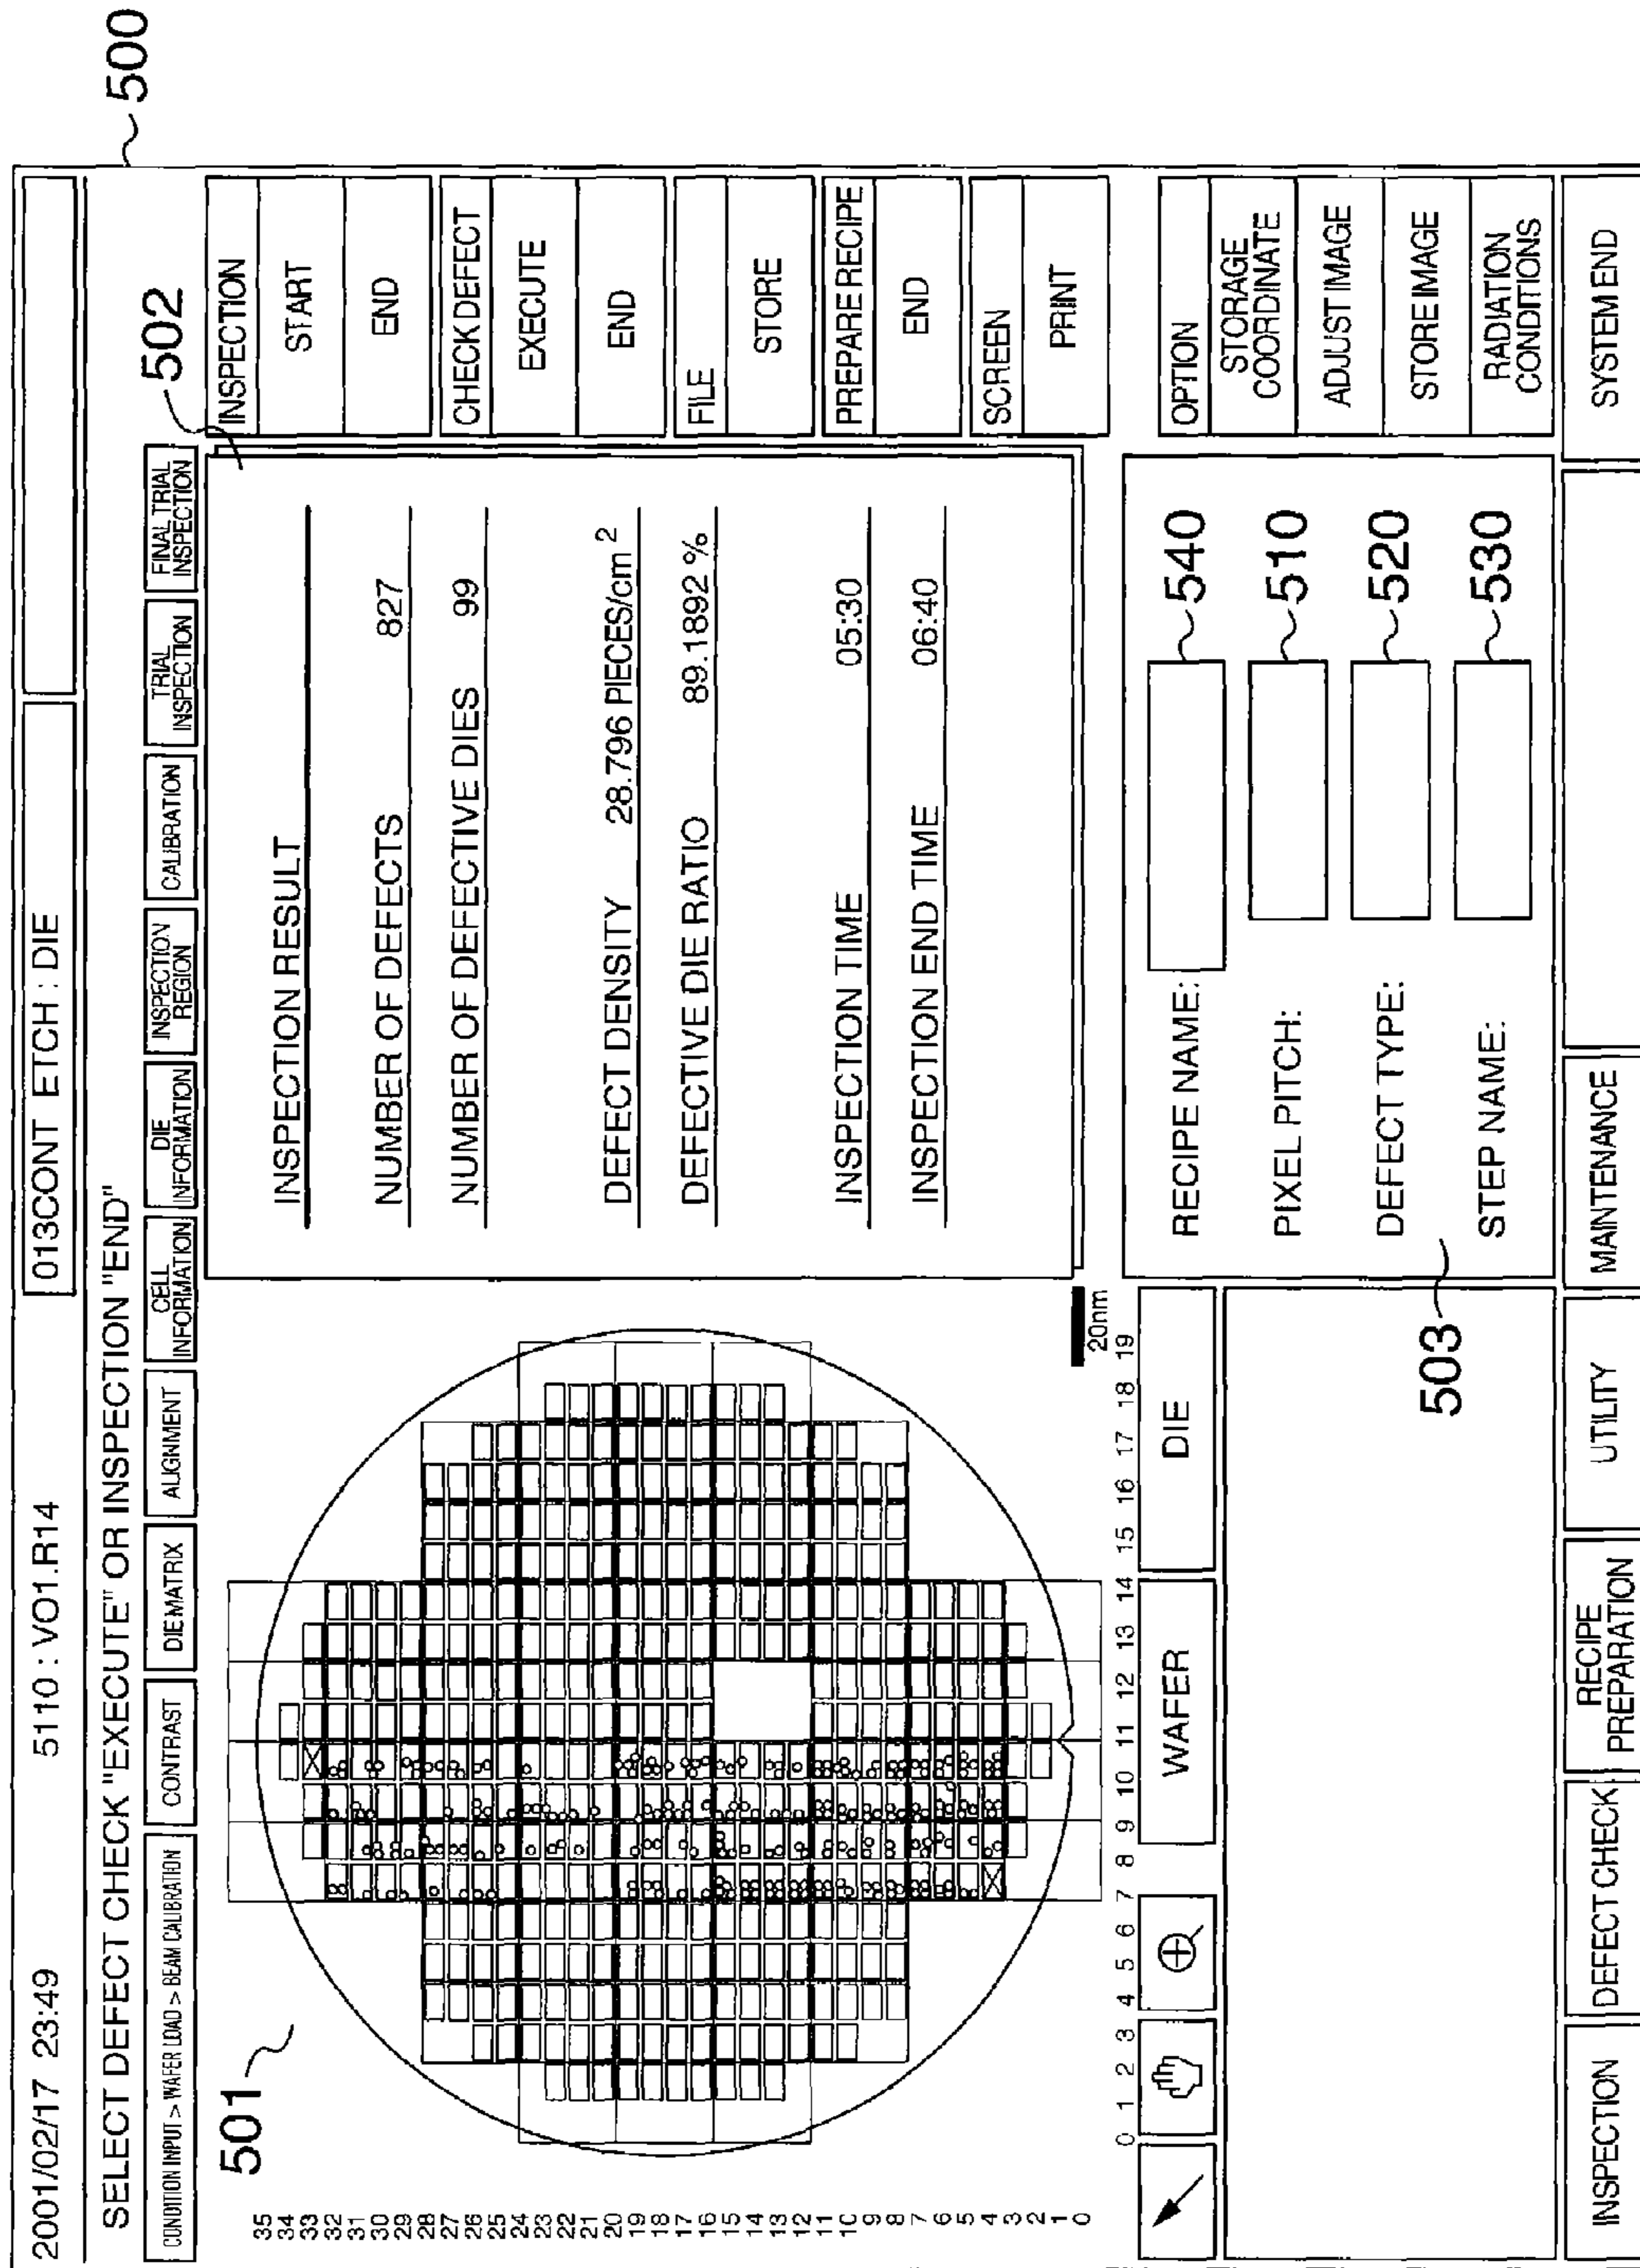 500
2001/02/17 23:49
5110 : VO1.R14
013CONT ETCH : DIE
SELECT DEFECT CHECK "EXECUTE" OR INSPECTION "END"
CONDITION INPUT > WAFER LOAD > BEAM CALIBRATION
CONTRAST
DIEMATRIX
ALIGNMENT
CELL
INFORMATION
DIE
INFORMATION
INSPECTION
REGION
CALIBRATION
TRIAL
INSPECTION
FINAL TRIAL
INSPECTION
501
35
34
33
32
31
30
29
28
27
26
25
24
23
22
21
20
19
18
17
16
15
14
13
12
11
10
9
8
7
6
5
4
3
2
1
0
20nm
0 1 2 3 4 5 6 7 8 9 10 11 12 13 14 15 16 17 18 19
WAFER
DIE
502
INSPECTION RESULT
NUMBER OF DEFECTS 827
NUMBER OF DEFECTIVE DIES 99
DEFECT DENSITY 28.796 PIECES/cm 2
DEFECTIVE DIE RATIO 89.1892 %
INSPECTION TIME 05:30
INSPECTION END TIME 06:40
INSPECTION
START
END
CHECK DEFECT
EXECUTE
END
FILE
STORE
PREPARE RECIPE
END
SCREEN
PRINT
503
RECIPE NAME: 540
PIXEL PITCH: 510
DEFECT TYPE: 520
STEP NAME: 530
OPTION
STORAGE
COORDINATE
ADJUST IMAGE
STORE IMAGE
RADIATION
CONDITIONS
INSPECTION
DEFECT CHECK
RECIPE
PREPARATION
UTILITY
MAINTENANCE
SYSTEM END